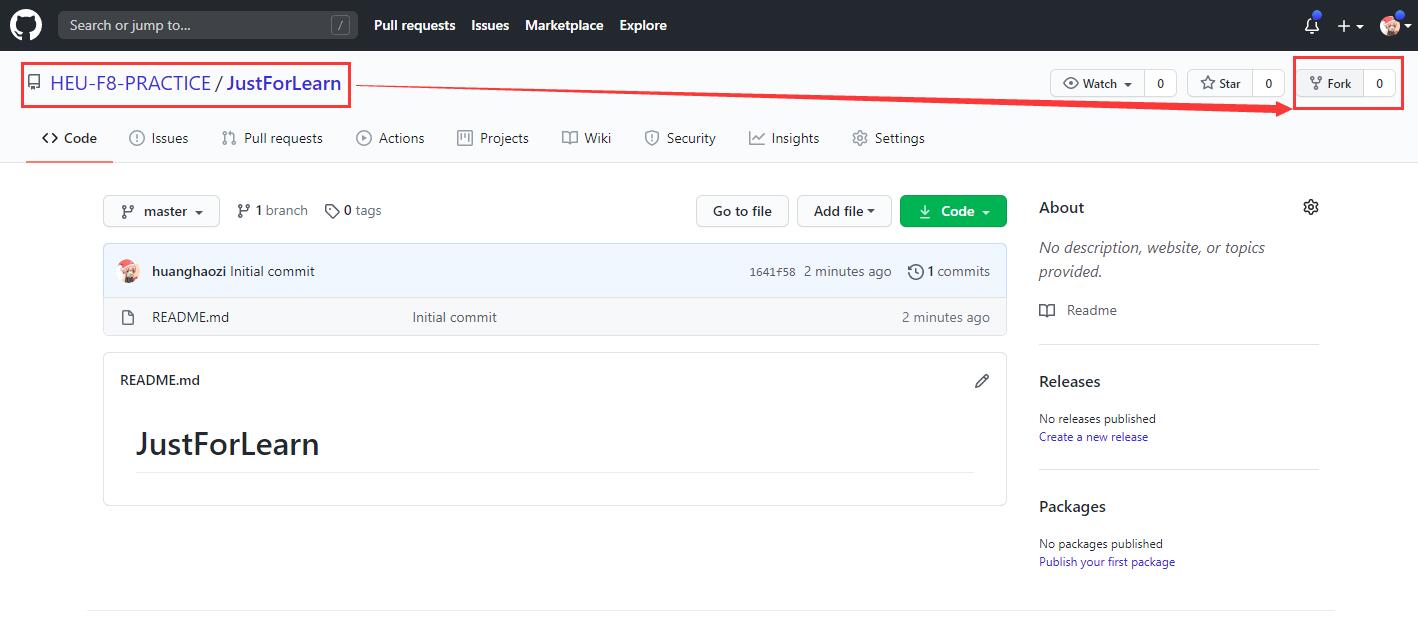 Search or jump to... / Pull requests Issues Marketplace Explore
HEU-F8-PRACTICE / JustForLearn Watch 0 Star 0 Fork 0
Code Issues Pull requests Actions Projects Wiki Security Insights Settings
master 1 branch 0 tags Go to file Add file Code
huanghaozi Initial commit 1641f58 2 minutes ago 1 commits
README.md Initial commit 2 minutes ago
README.md
JustForLearn
About
No description, website, or topics
provided.
Readme
Releases
No releases published
Create a new release
Packages
No packages published
Publish your first package